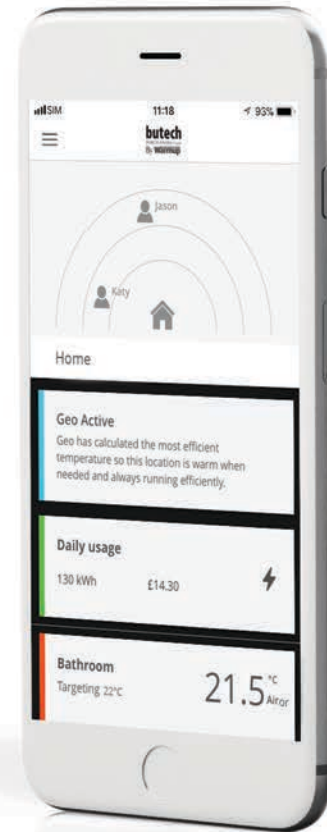 SIM 11:18 93%
butech
By Warmup
Jason
Katy
Home
Geo Active
Geo has calculated the most efficient
temperature so this location is warm when
needed and always running efficiently.
Daily usage
130 kWh £14.30
Bathroom
Targeting 22°C 21.5 °C